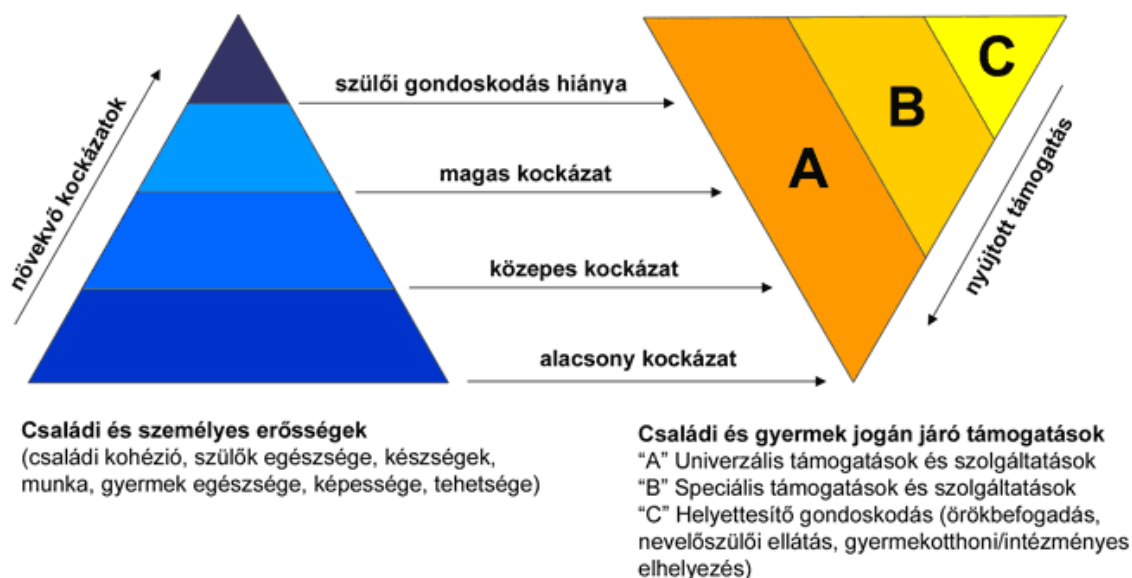 növekvő kockázatok
szülői gondoskodás hiánya
magas kockázat
közepes kockázat
alacsony kockázat
A
B
C
nyújtott támogatás
Családi és személyes erősségek
(családi kohézió, szülők egészsége, készségek,
munka, gyermek egészsége, képessége, tehetsége)
Családi és gyermek jogán járó támogatások
“A” Univerzális támogatások és szolgáltatások
“B” Speciális támogatások és szolgáltatások
“C” Helyettesítő gondoskodás (örökbefogadás,
nevelőszülői ellátás, gyermekotthoni/intézményes
elhelyezés)